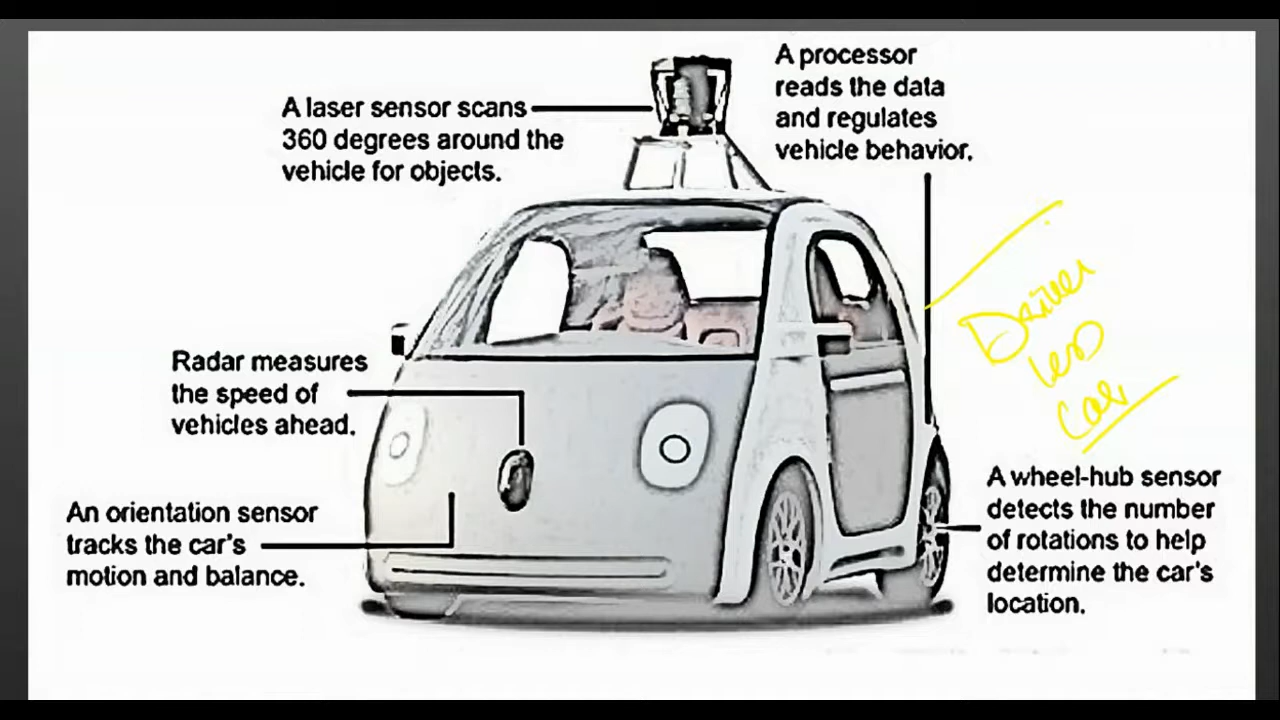 A laser sensor scans
360 degrees around the
vehicle for objects.
A processor
reads the data
and regulates
vehicle behavior.
Radar measures
the speed of
vehicles ahead.
Driver
less
Car
An orientation sensor
tracks the car's
motion and balance.
A wheel-hub sensor
detects the number
of rotations to help
determine the car's
location.